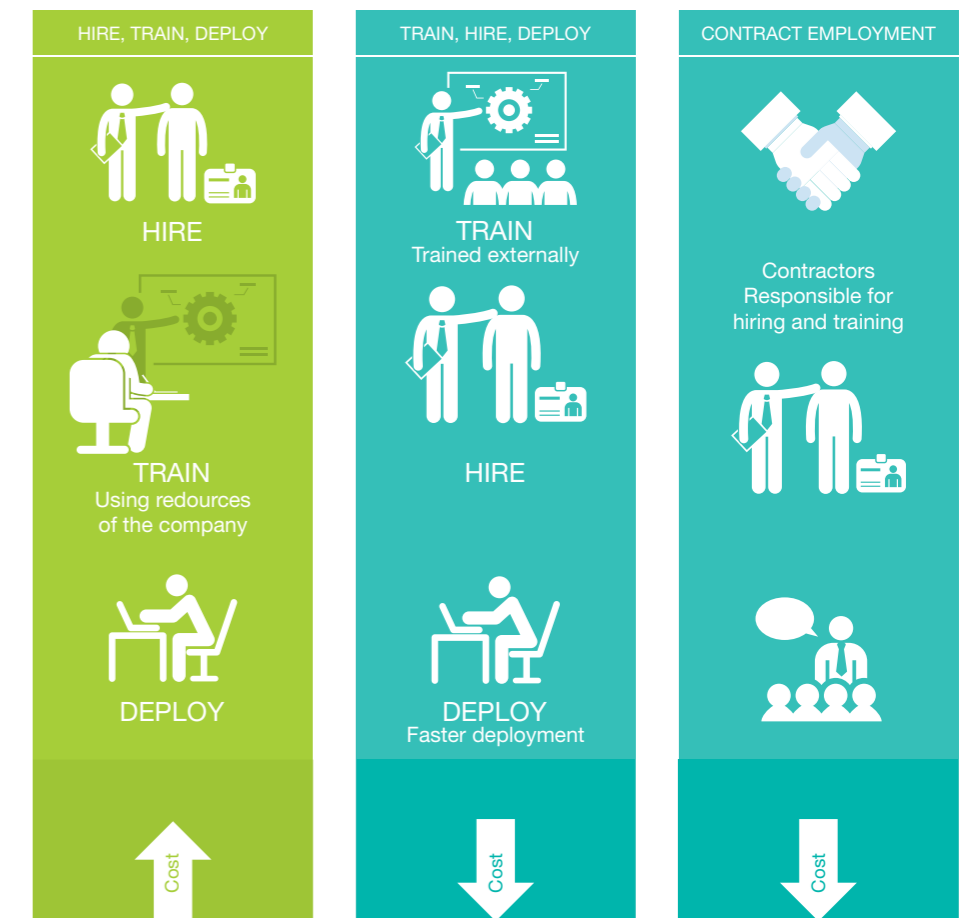 HIRE, TRAIN, DEPLOY
HIRE
TRAIN
Using redources
of the company
DEPLOY
Cost
TRAIN, HIRE, DEPLOY
TRAIN
Trained externally
HIRE
DEPLOY
Faster deployment
Cost
CONTRACT EMPLOYMENT
Contractors
Responsible for
hiring and training
Cost